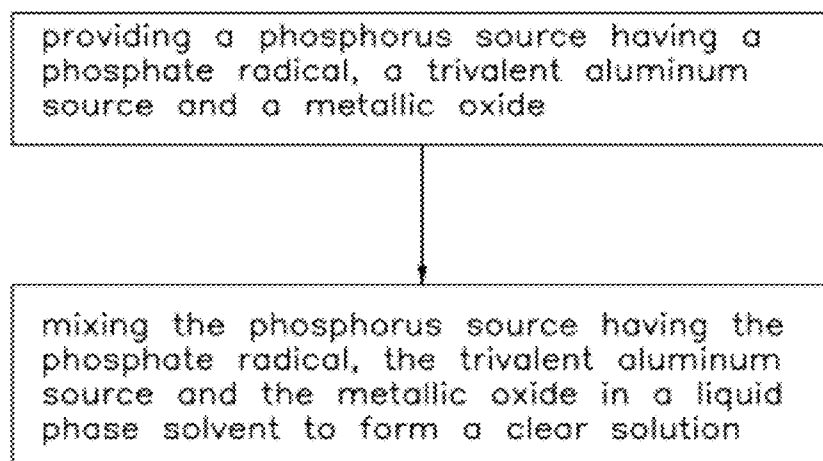 providing a phosphorus source having a
phosphate radical, a trivalent aluminum
source and a metallic oxide
mixing the phosphorus source having the
phosphate radical, the trivalent aluminum
source and the metallic oxide in a liquid
phase solvent to form a clear solution